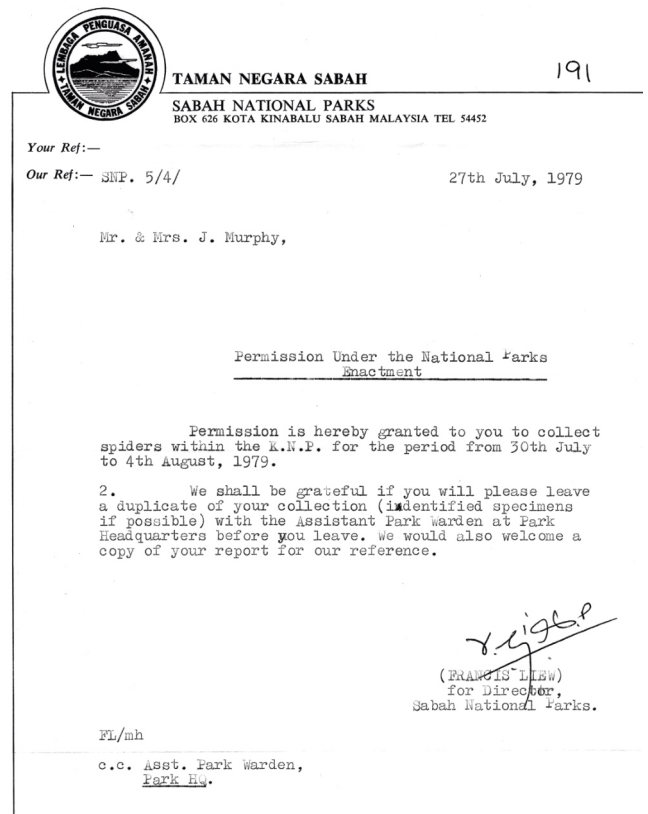 LEMBAGA PENGUASA AMANAH
TAMAN NEGARA SABAH
TAMAN NEGARA SABAH
191
SABAH NATIONAL PARKS
BOX 626 KOTA KINABALU SABAH MALAYSIA TEL 54452
Your Ref:—
Our Ref:— SNP. 5/4/
27th July, 1979
Mr. & Mrs. J. Murphy,
Permission Under the National Parks
Enactment
Permission is hereby granted to you to collect
spiders within the K.N.P. for the period from 30th July
to 4th August, 1979.
2. We shall be grateful if you will please leave
a duplicate of your collection (indentified specimens
if possible) with the Assistant Park Warden at Park
Headquarters before you leave. We would also welcome a
copy of your report for our reference.
(FRANCIS LIEW)
for Director,
Sabah National Parks.
FL/mh
c.c. Asst. Park Warden,
Park HQ.